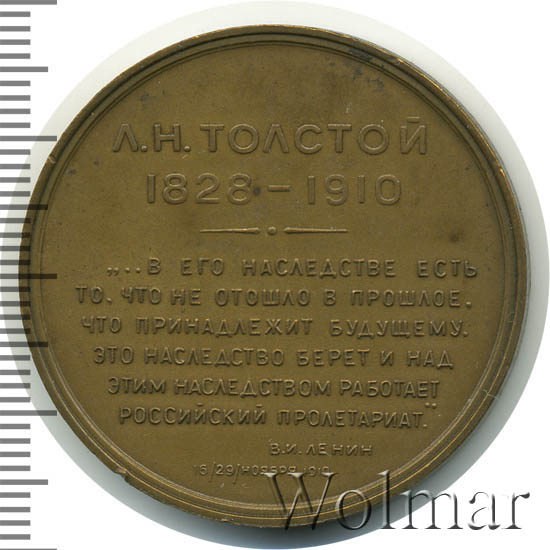 Л.Н. ТОЛСТОЙ
1828 – 1910
„.. В ЕГО НАСЛЕДСТВЕ ЕСТЬ
ТО, ЧТО НЕ ОТОШЛО В ПРОШЛОЕ,
ЧТО ПРИНАДЛЕЖИТ БУДУЩЕМУ.
ЭТО НАСЛЕДСТВО БЕРЕТ И НАД
ЭТИМ НАСЛЕДСТВОМ РАБОТАЕТ
РОССИЙСКИЙ ПРОЛЕТАРИАТ."
В.И. ЛЕНИН
16/29/НОЯБРЯ 1910
Wolmar